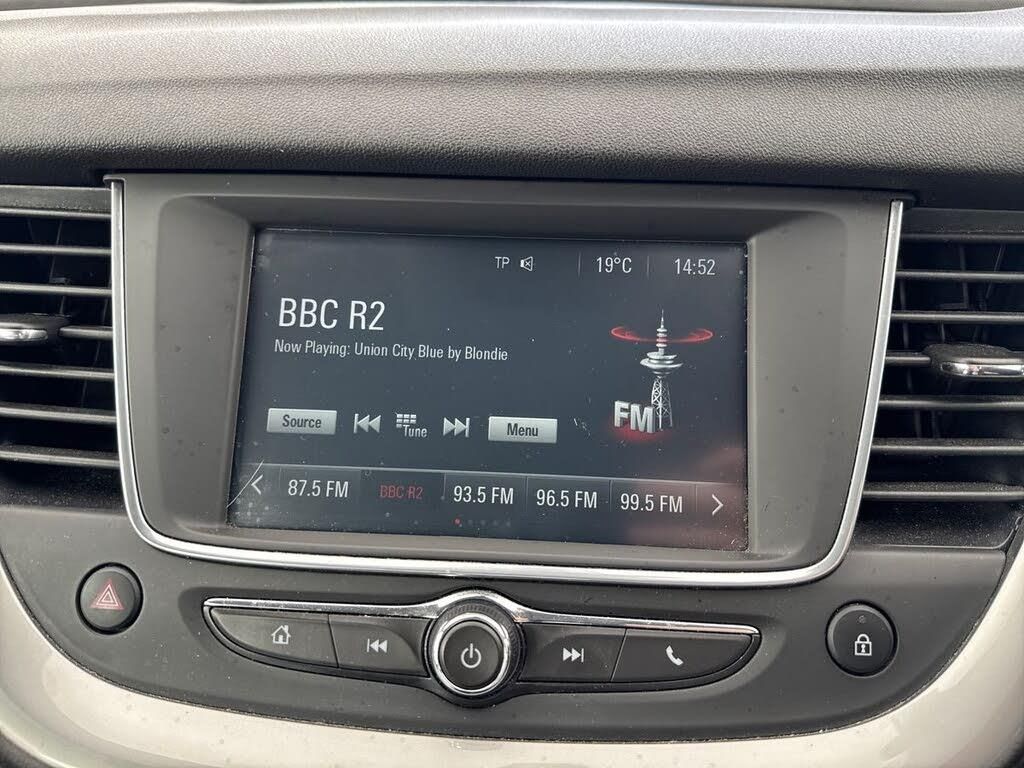 TP 19°C 14:52
BBC R2
Now Playing: Union City Blue by Blondie
FM
Source Tune Menu
87.5 FM BBC R2 93.5 FM 96.5 FM 99.5 FM